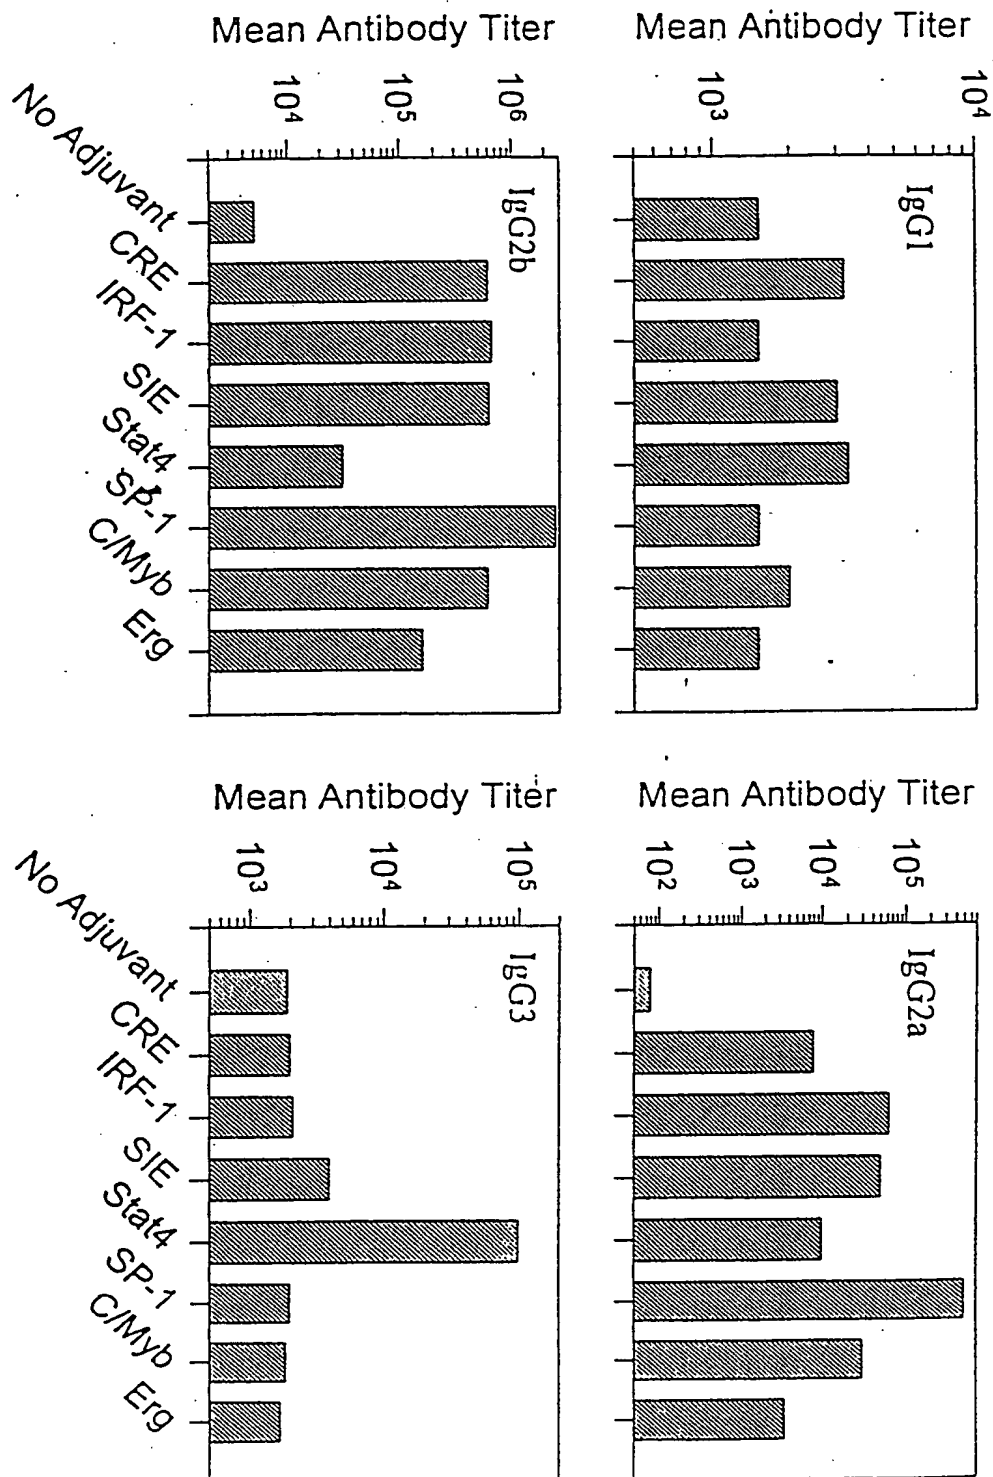 Mean Antibody Titer
10⁴
10³
IgG1
Mean Antibody Titer
10⁵
10⁴
10³
10²
IgG2a
Mean Antibody Titer
10⁶
10⁵
10⁴
IgG2b
No Adjuvant
CRE
IRF-1
SIE
Stat4
SP-1
C/Myb
Erg
Mean Antibody Titer
10⁵
10⁴
10³
IgG3
No Adjuvant
CRE
IRF-1
SIE
Stat4
SP-1
C/Myb
Erg